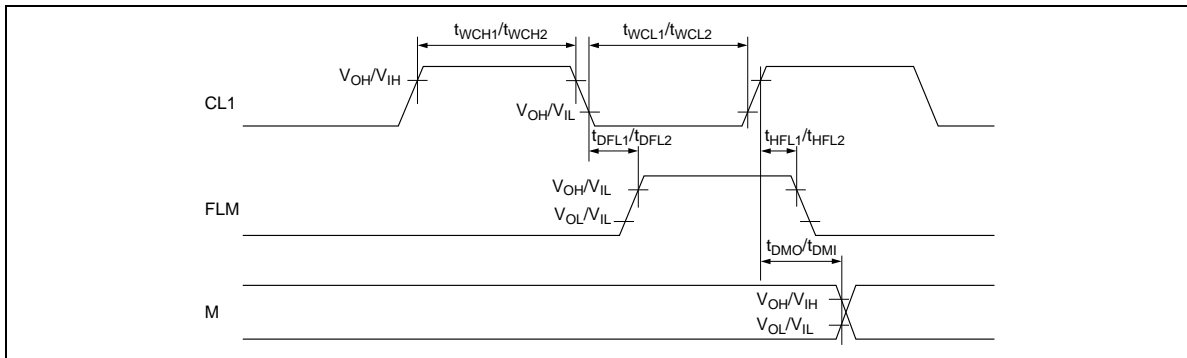 tWCH1/tWCH2
tWCL1/tWCL2
VOH/VIH
CL1
VOH/VIL
tDFL1/tDFL2
tHFL1/tHFL2
VOH/VIL
FLM
VOL/VIL
tDMO/tDMI
VOH/VIH
M
VOL/VIL